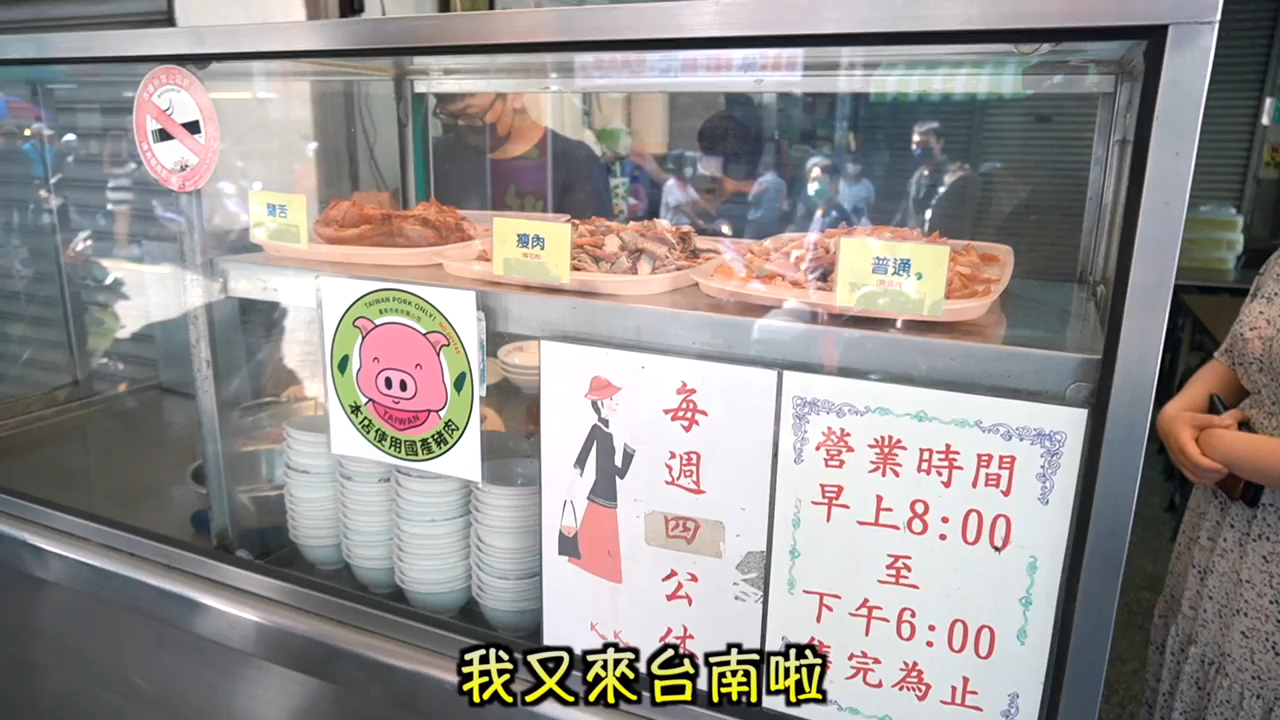 豬舌
瘦肉
普通
TAIWAN PORK ONLY!
TAIWAN
本店使用國產豬肉
每週四公休
營業時間
早上8:00
至
下午6:00
售完為止
我又來台南啦